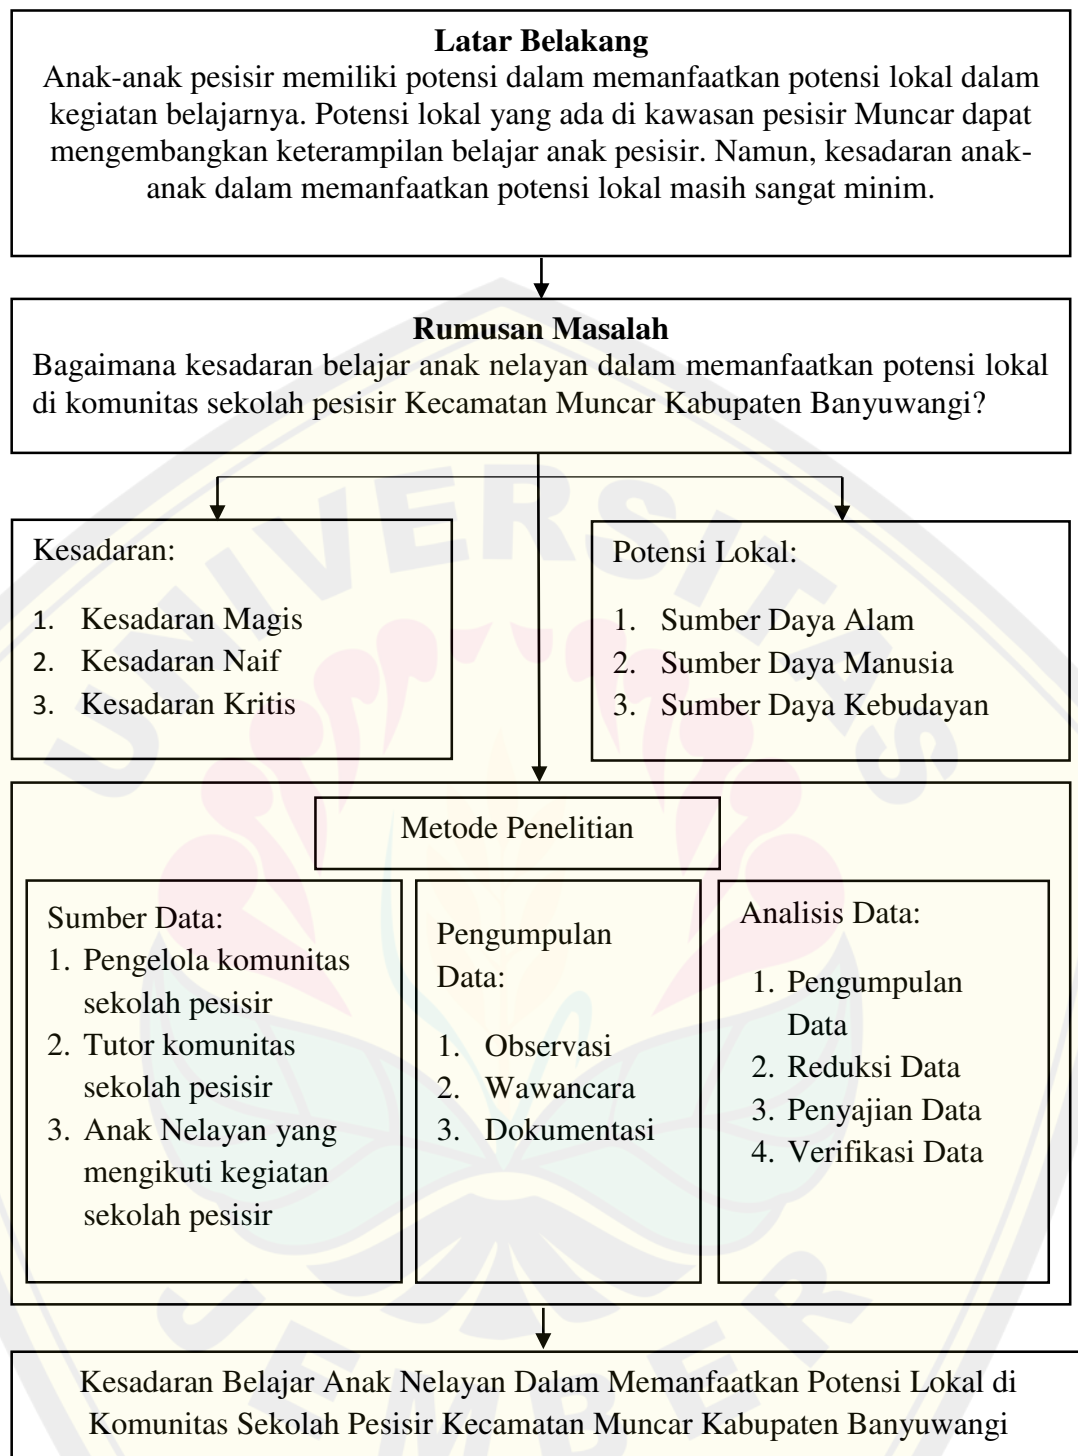 Latar Belakang
Anak-anak pesisir memiliki potensi dalam memanfaatkan potensi lokal dalam
kegiatan belajarnya. Potensi lokal yang ada di kawasan pesisir Muncar dapat
mengembangkan keterampilan belajar anak pesisir. Namun, kesadaran anak-
anak dalam memanfaatkan potensi lokal masih sangat minim.
Rumusan Masalah
Bagaimana kesadaran belajar anak nelayan dalam memanfaatkan potensi lokal
di komunitas sekolah pesisir Kecamatan Muncar Kabupaten Banyuwangi?
Kesadaran:
1. Kesadaran Magis
2. Kesadaran Naif
3. Kesadaran Kritis
Potensi Lokal:
1. Sumber Daya Alam
2. Sumber Daya Manusia
3. Sumber Daya Kebudayan
Metode Penelitian
Sumber Data:
1. Pengelola komunitas
sekolah pesisir
2. Tutor komunitas
sekolah pesisir
3. Anak Nelayan yang
mengikuti kegiatan
sekolah pesisir
Pengumpulan
Data:
1. Observasi
2. Wawancara
3. Dokumentasi
Analisis Data:
1. Pengumpulan
Data
2. Reduksi Data
3. Penyajian Data
4. Verifikasi Data
Kesadaran Belajar Anak Nelayan Dalam Memanfaatkan Potensi Lokal di
Komunitas Sekolah Pesisir Kecamatan Muncar Kabupaten Banyuwangi
UNIVERSITAS
JEMBER